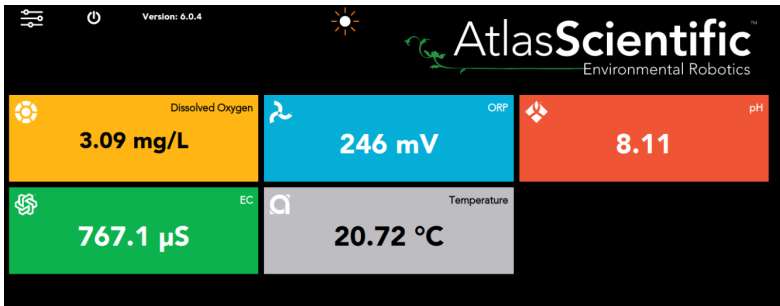 Version: 6.0.4
AtlasScientific™
Environmental Robotics
Dissolved Oxygen
3.09 mg/L
ORP
246 mV
pH
8.11
EC
767.1 µS
Temperature
20.72 °C